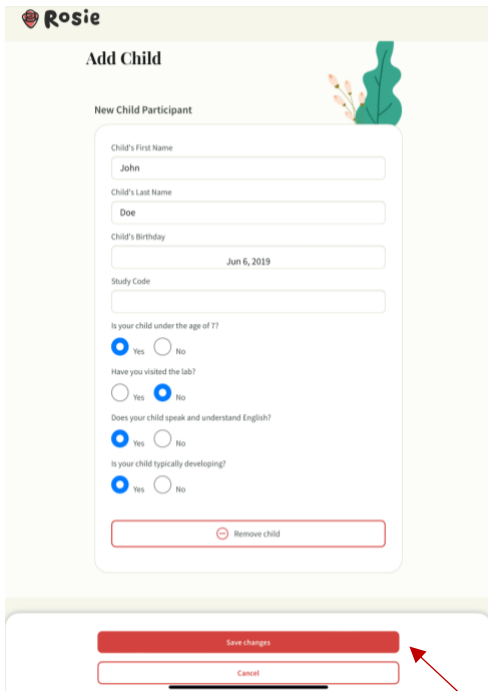 Rosie
Add Child
New Child Participant
Child's First Name
John
Child's Last Name
Doe
Child's Birthday
Jun 6, 2019
Study Code
Is your child under the age of 7?
Yes No
Have you visited the lab?
Yes No
Does your child speak and understand English?
Yes No
Is your child typically developing?
Yes No
Remove child
Save changes
Cancel